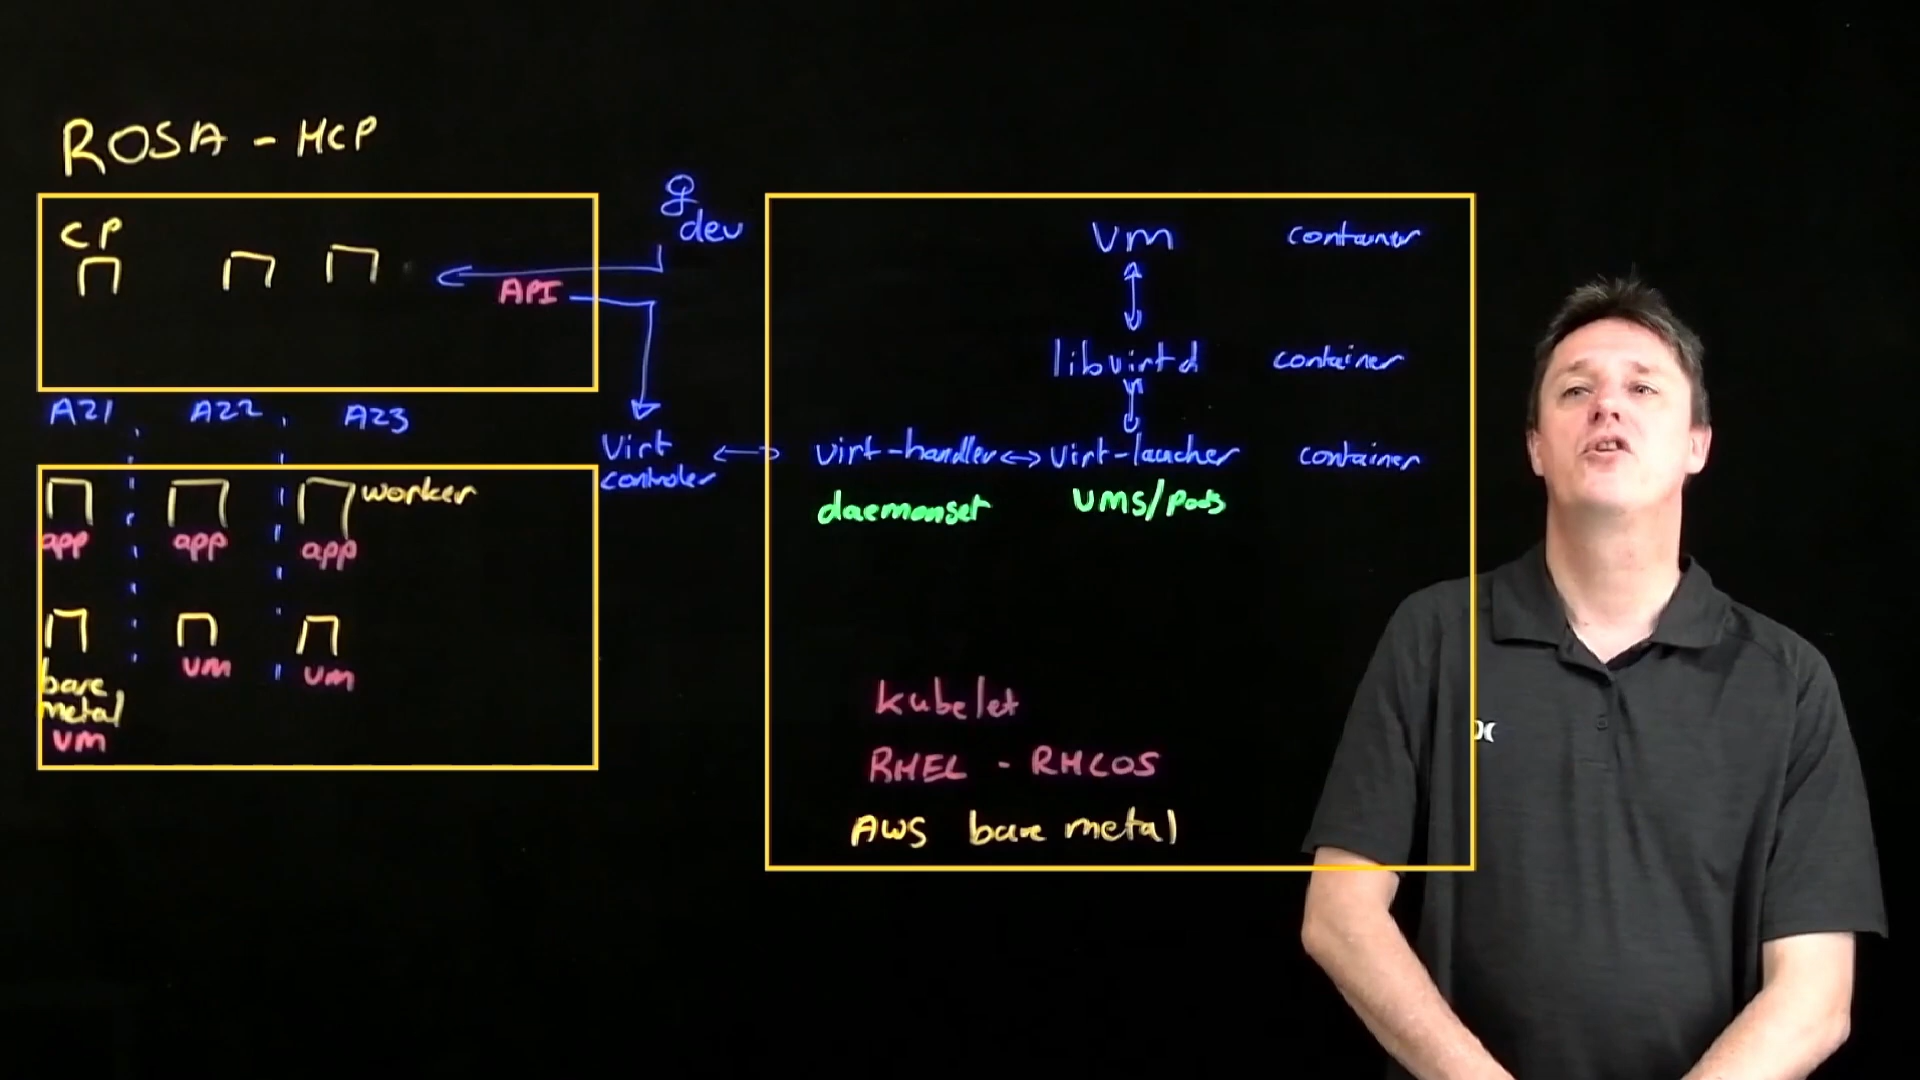 ROSA - HCP
CP
dev
API
AZ1 AZ2 AZ3
worker
app app app
bare metal
vm vm vm
Virt controler
vm container
libvirtd container
virt-handler virt-laucher container
daemonset vms/pods
kubelet
RHEL - RHCOS
AWS bare metal